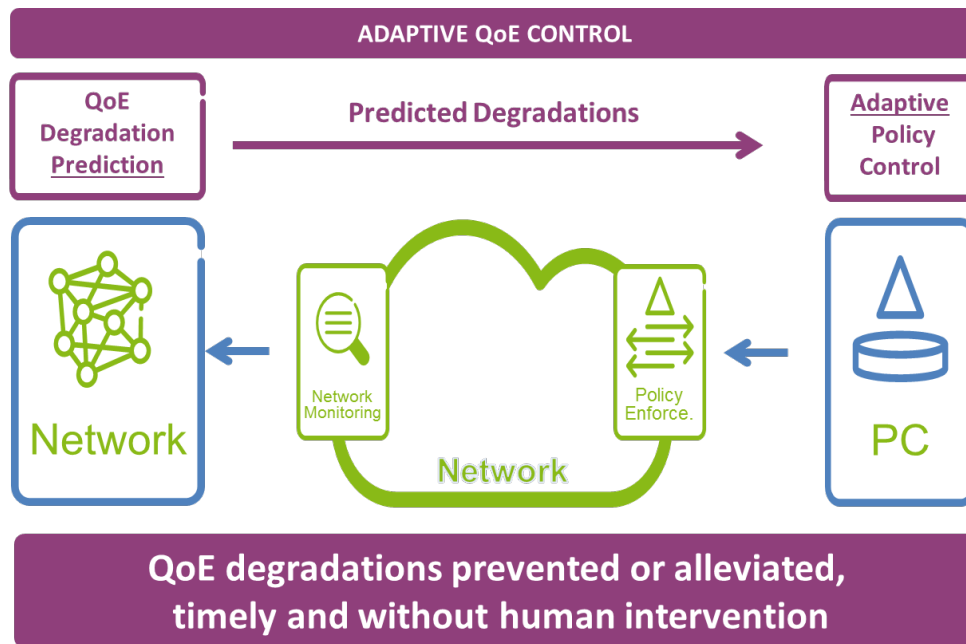 ADAPTIVE QoE CONTROL
QoE
Degradation
Prediction
Predicted Degradations
Adaptive
Policy
Control
Network
Network
Monitoring
Policy
Enforce.
Network
PC
QoE degradations prevented or alleviated,
timely and without human intervention